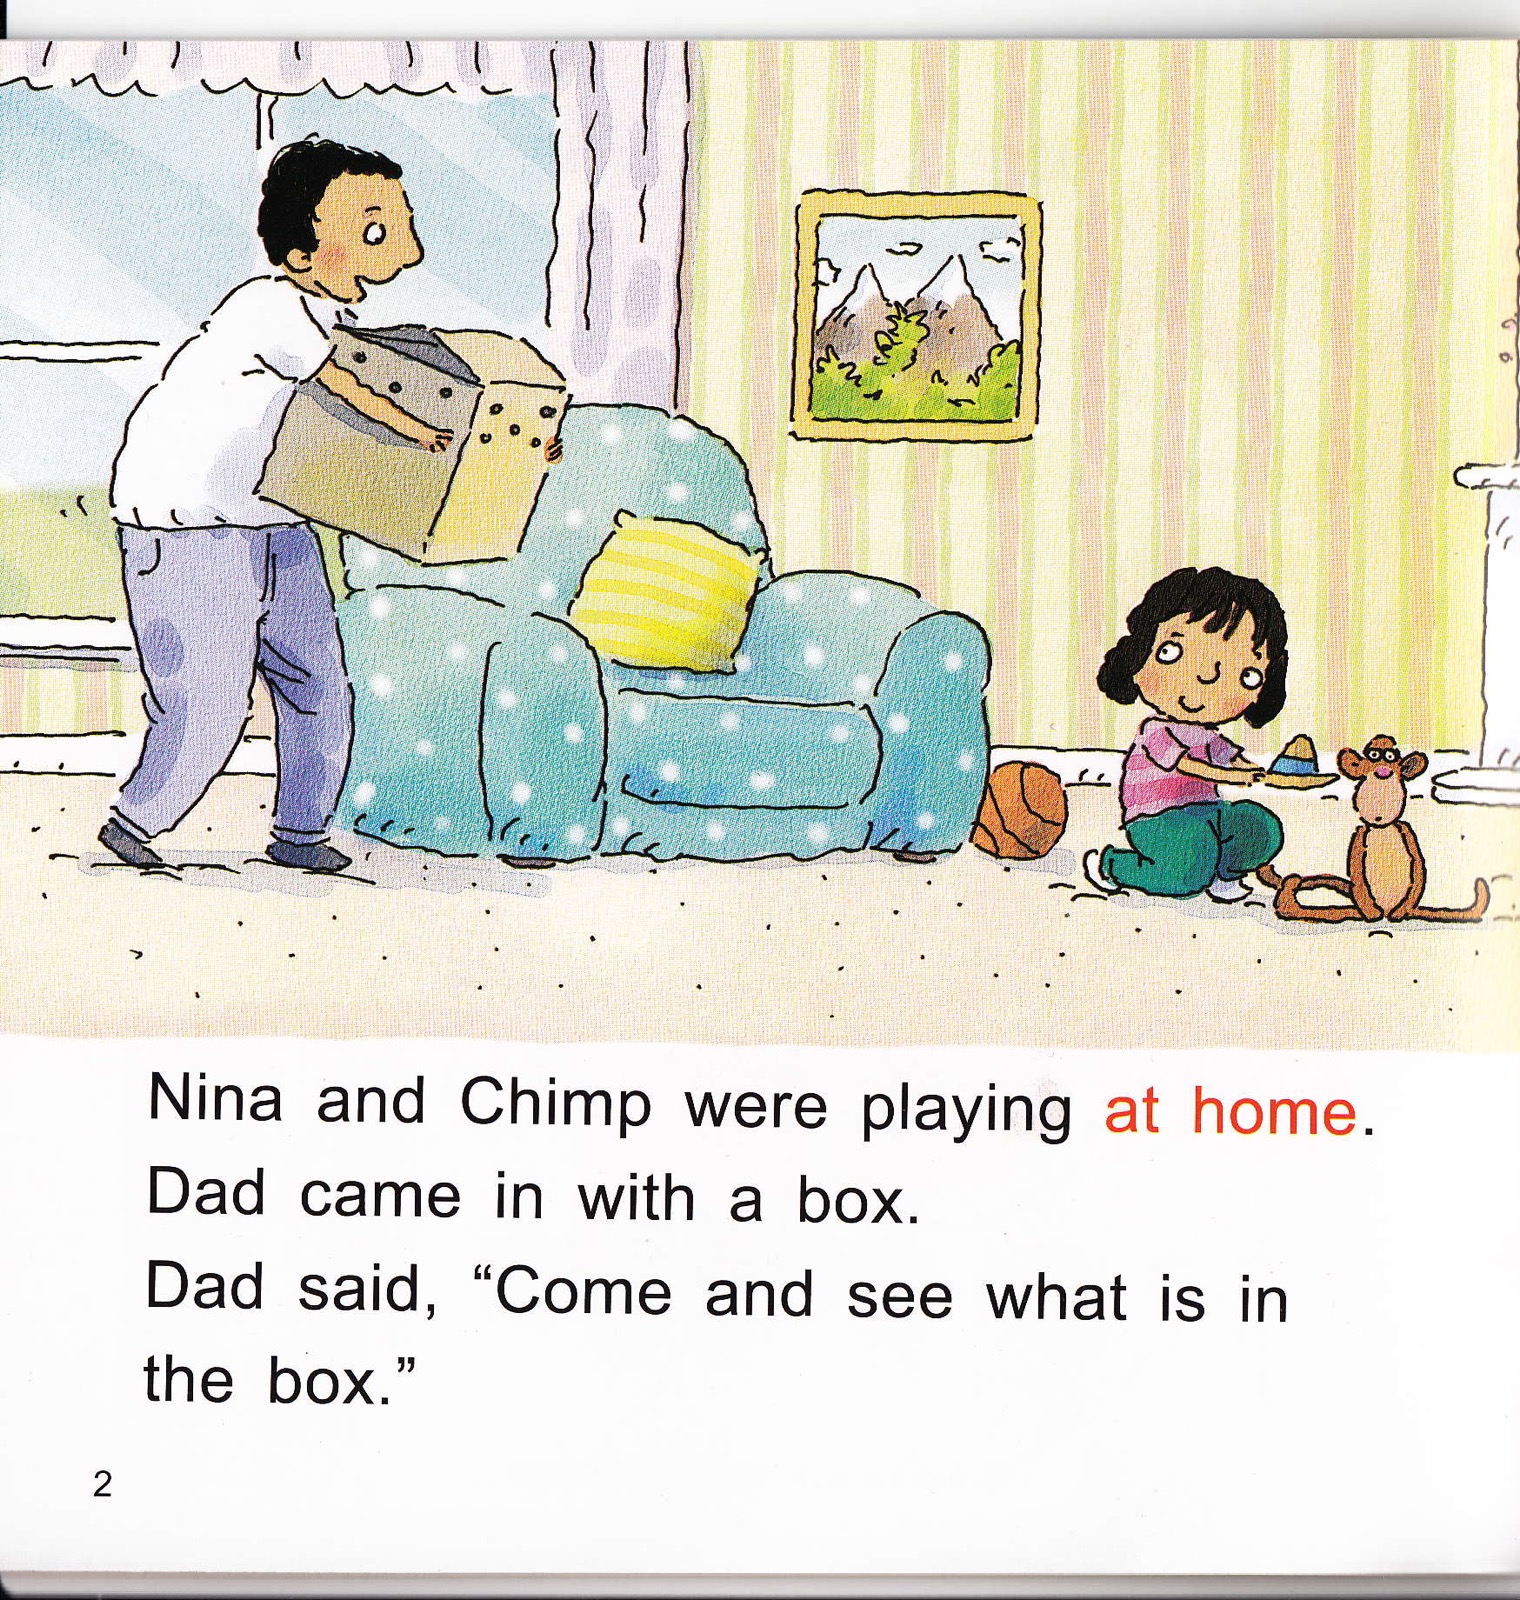 Nina and Chimp were playing at home.
Dad came in with a box.
Dad said, “Come and see what is in
the box.”
2